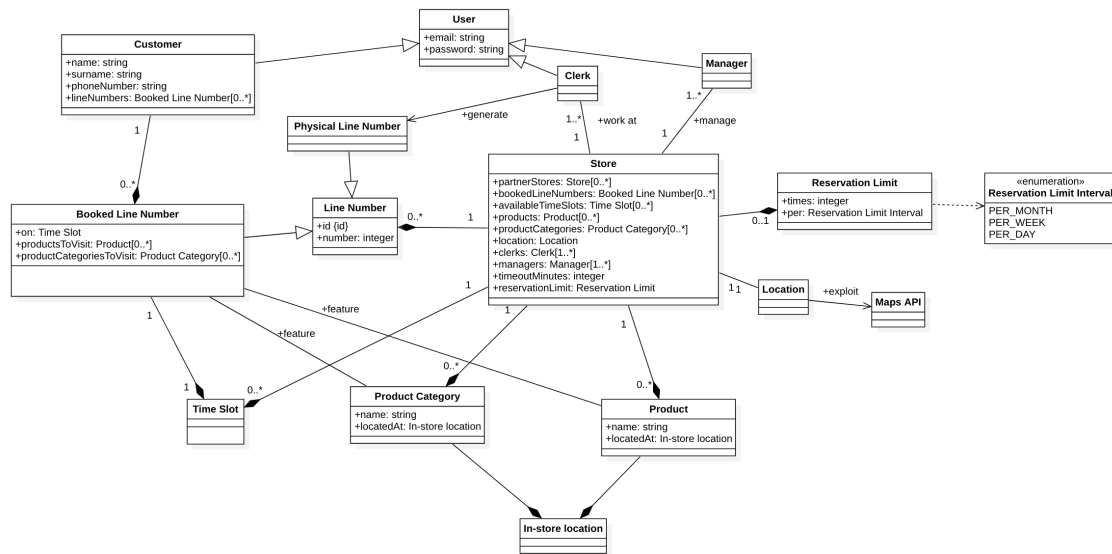 User
+email: string
+password: string
Customer
+name: string
+surname: string
+phoneNumber: string
+lineNumbers: Booked Line Number[0..*]
Clerk
Manager
Physical Line Number
+generate
1..*
+work at
1
1..*
+manage
1
1
0..*
Store
+partnerStores: Store[0..*]
+bookedLineNumbers: Booked Line Number[0..*]
+availableTimeSlots: Time Slot[0..*]
+products: Product[0..*]
+productCategories: Product Category[0..*]
+location: Location
+clerks: Clerk[1..*]
+managers: Manager[1..*]
+timeoutMinutes: integer
+reservationLimit: Reservation Limit
Reservation Limit
+times: integer
+per: Reservation Limit Interval
«enumeration»
Reservation Limit Interval
PER_MONTH
PER_WEEK
PER_DAY
Booked Line Number
+on: Time Slot
+productsToVisit: Product[0..*]
+productCategoriesToVisit: Product Category[0..*]
Line Number
+id {id}
+number: integer
0..*
1
1
0..1
1
Location
+exploit
Maps API
1
1
1
1
+feature
+feature
1
1
0..*
0..*
0..*
Time Slot
Product Category
+name: string
+locatedAt: In-store location
Product
+name: string
+locatedAt: In-store location
In-store location